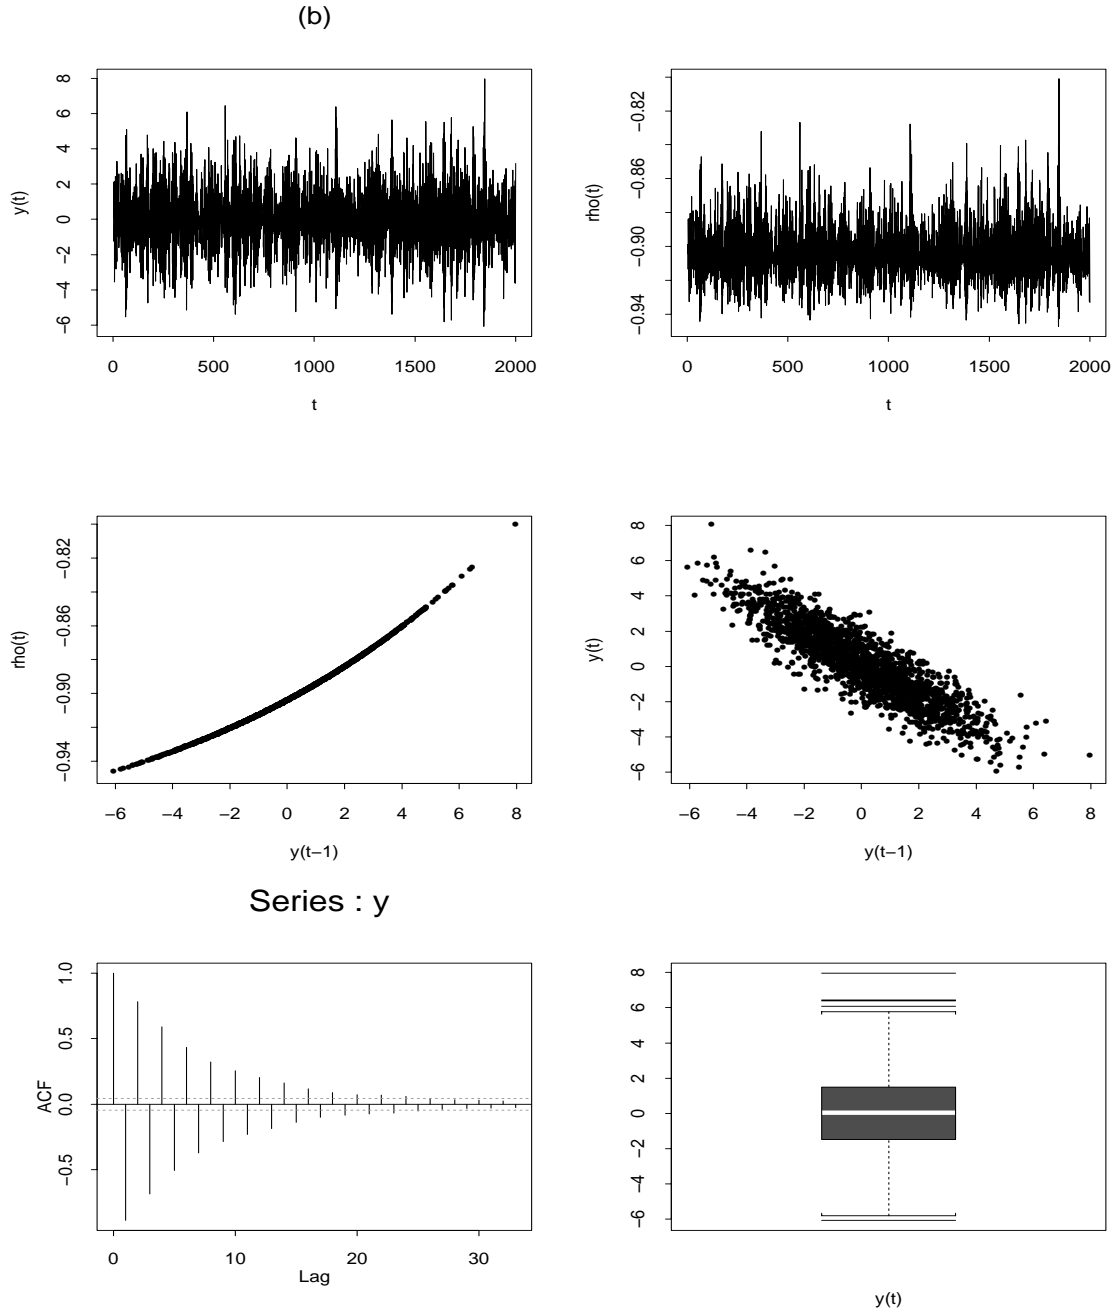 (b)
y(t)
8
6
4
2
0
−2
−4
−6
0 500 1000 1500 2000
t
rho(t)
−0.82
−0.86
−0.90
−0.94
0 500 1000 1500 2000
t
rho(t)
−0.82
−0.86
−0.90
−0.94
−6 −4 −2 0 2 4 6 8
y(t−1)
y(t)
8
6
4
2
0
−2
−4
−6
−6 −4 −2 0 2 4 6 8
y(t−1)
Series : y
ACF
1.0
0.5
0.0
−0.5
0 10 20 30
Lag
8
6
4
2
0
−2
−4
−6
y(t)